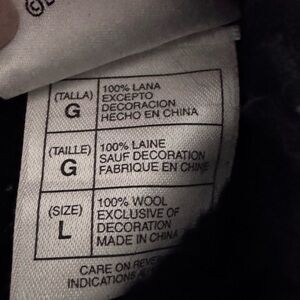 (TALLA)
G
100% LANA
EXCEPTO
DECORACION
HECHO EN CHINA
(TAILLE)
G
100% LAINE
SAUF DECORATION
FABRIQUE EN CHINE
(SIZE)
L
100% WOOL
EXCLUSIVE OF
DECORATION
MADE IN CHINA
CARE ON
INDICATIONS